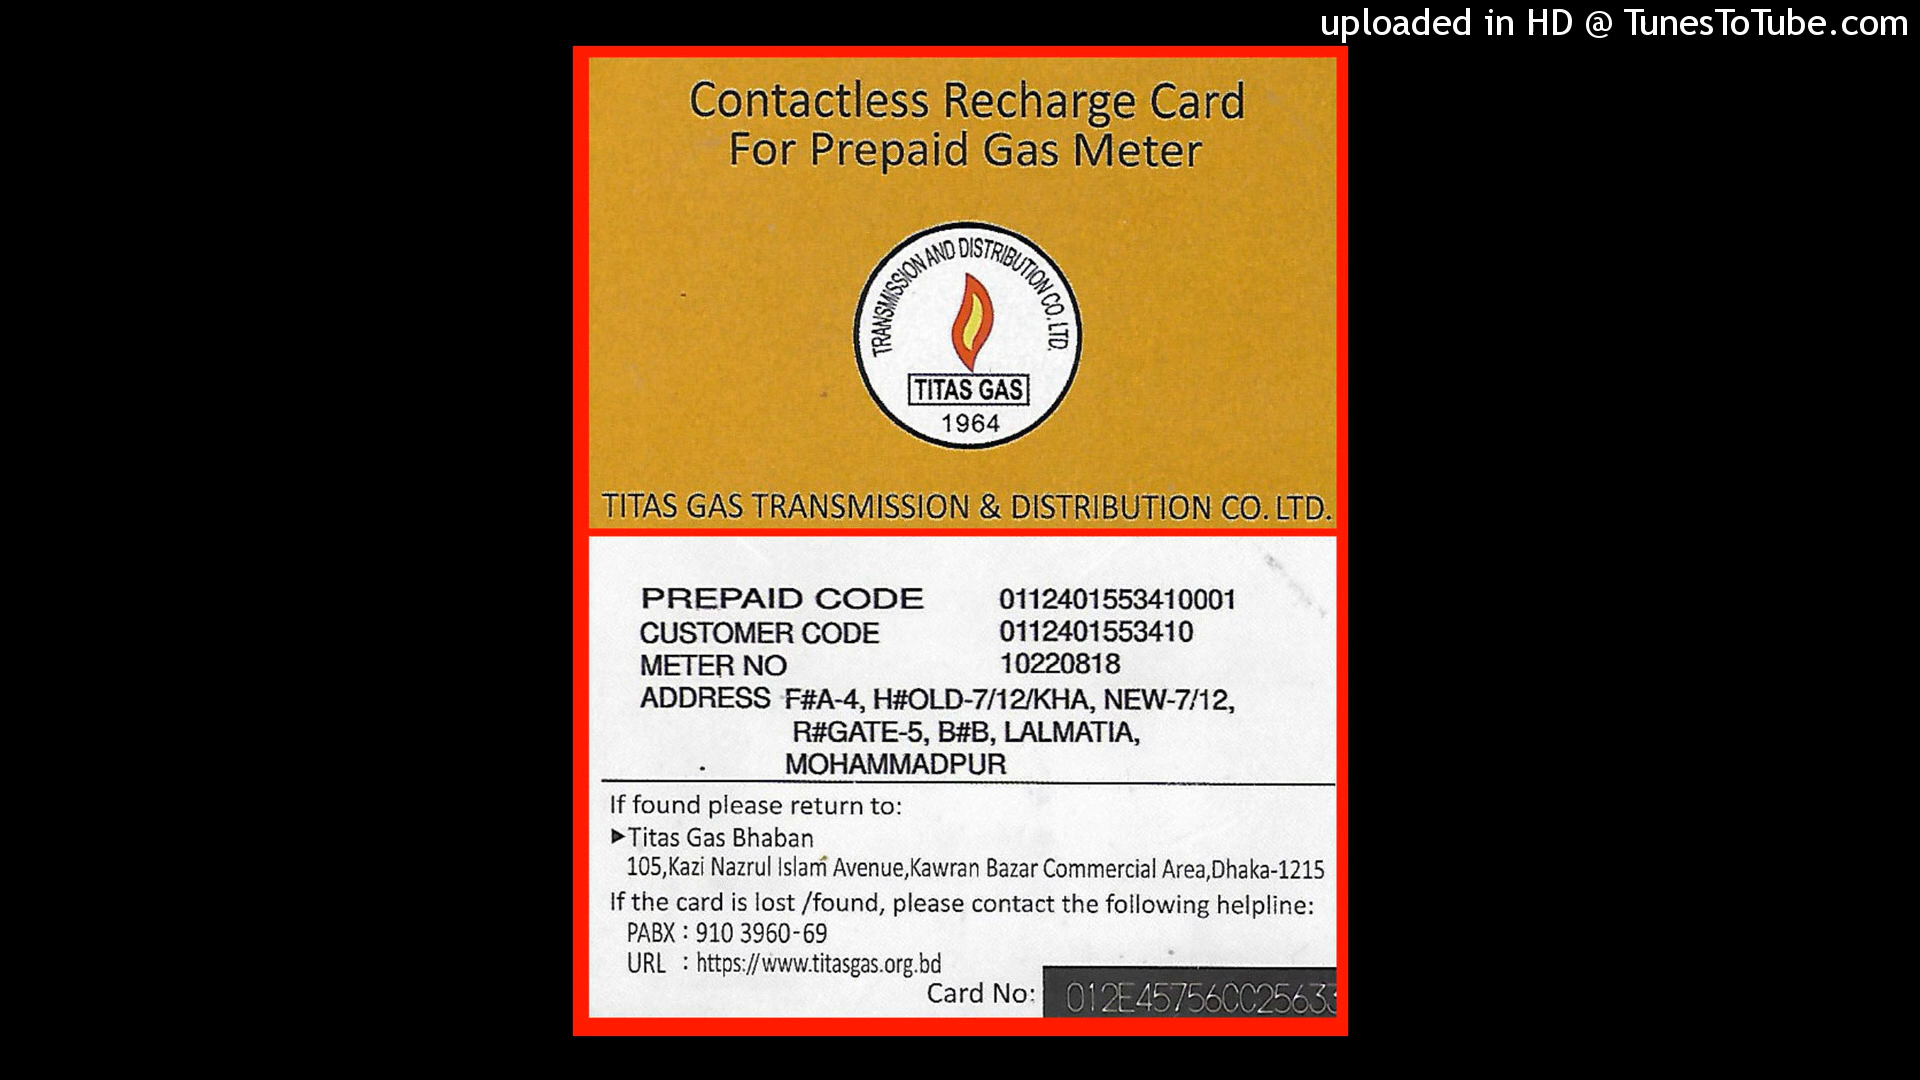 uploaded in HD @ TunesToTube.com
Contactless Recharge Card
For Prepaid Gas Meter
TRANSMISSION AND DISTRIBUTION CO. LTD.
TITAS GAS
1964
TITAS GAS TRANSMISSION & DISTRIBUTION CO. LTD.
PREPAID CODE 0112401553410001
CUSTOMER CODE 0112401553410
METER NO 10220818
ADDRESS F#A-4, H#OLD-7/12/KHA, NEW-7/12,
R#GATE-5, B#B, LALMATIA,
MOHAMMADPUR
If found please return to:
►Titas Gas Bhaban
105,Kazi Nazrul Islam Avenue,Kawran Bazar Commercial Area,Dhaka-1215
If the card is lost /found, please contact the following helpline:
PABX : 910 3960-69
URL : https://www.titasgas.org.bd
Card No: 012E45756CC25633